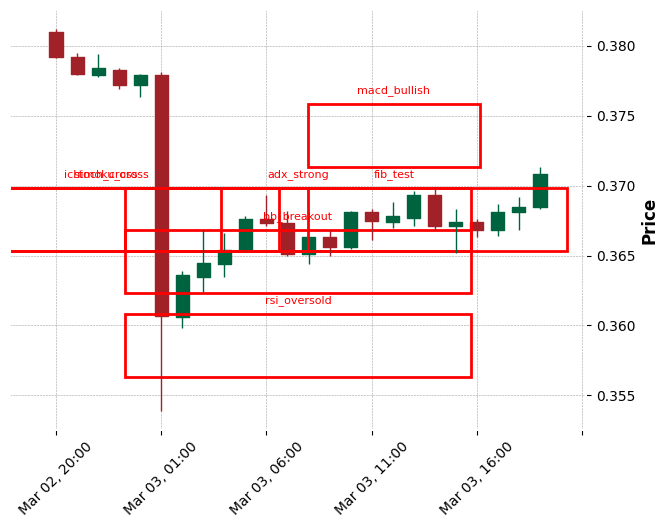 0.380
macd_bullish
0.375
stoch_cross
adx_strong
fib_test
0.370
bb_breakout
Price
0.365
rsi_oversold
0.360
0.355
Mar 02, 20:00
Mar 03, 01:00
Mar 03, 06:00
Mar 03, 11:00
Mar 03, 16:00